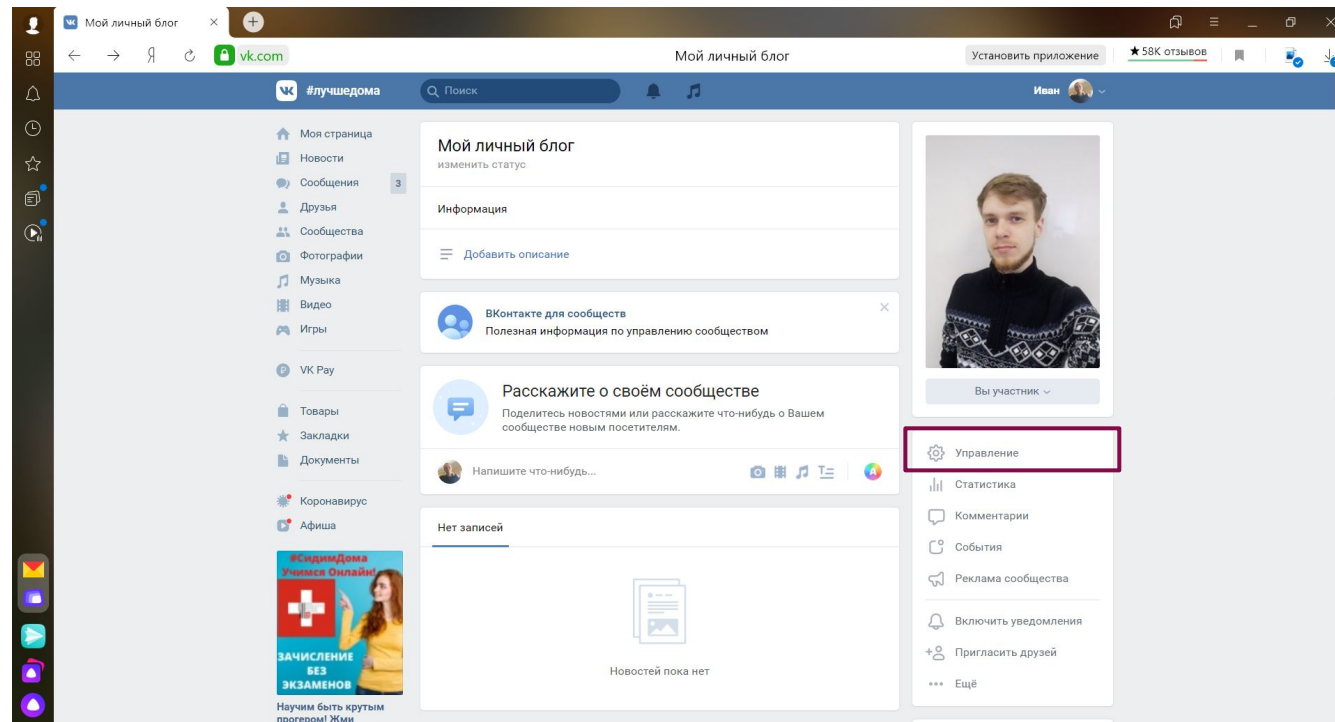 Мой личный блог
vk.com
Мой личный блог
Установить приложение
★58К отзывов
#лучшедома
Поиск
Иван
Моя страница
Новости
Сообщения 3
Друзья
Сообщества
Фотографии
Музыка
Видео
Игры
VK Pay
Товары
Закладки
Документы
Коронавирус
Афиша
#СидимДома
Учимся Онлайн!
ЗАЧИСЛЕНИЕ
БЕЗ
ЭКЗАМЕНОВ
Научим быть крутым
прогером! Жми
Мой личный блог
изменить статус
Информация
Добавить описание
ВКонтакте для сообществ
Полезная информация по управлению сообществом
Расскажите о своём сообществе
Поделитесь новостями или расскажите что-нибудь о Вашем
сообществе новым посетителям.
Напишите что-нибудь...
Нет записей
Новостей пока нет
Вы участник
Управление
Статистика
Комментарии
События
Реклама сообщества
Включить уведомления
Пригласить друзей
Ещё